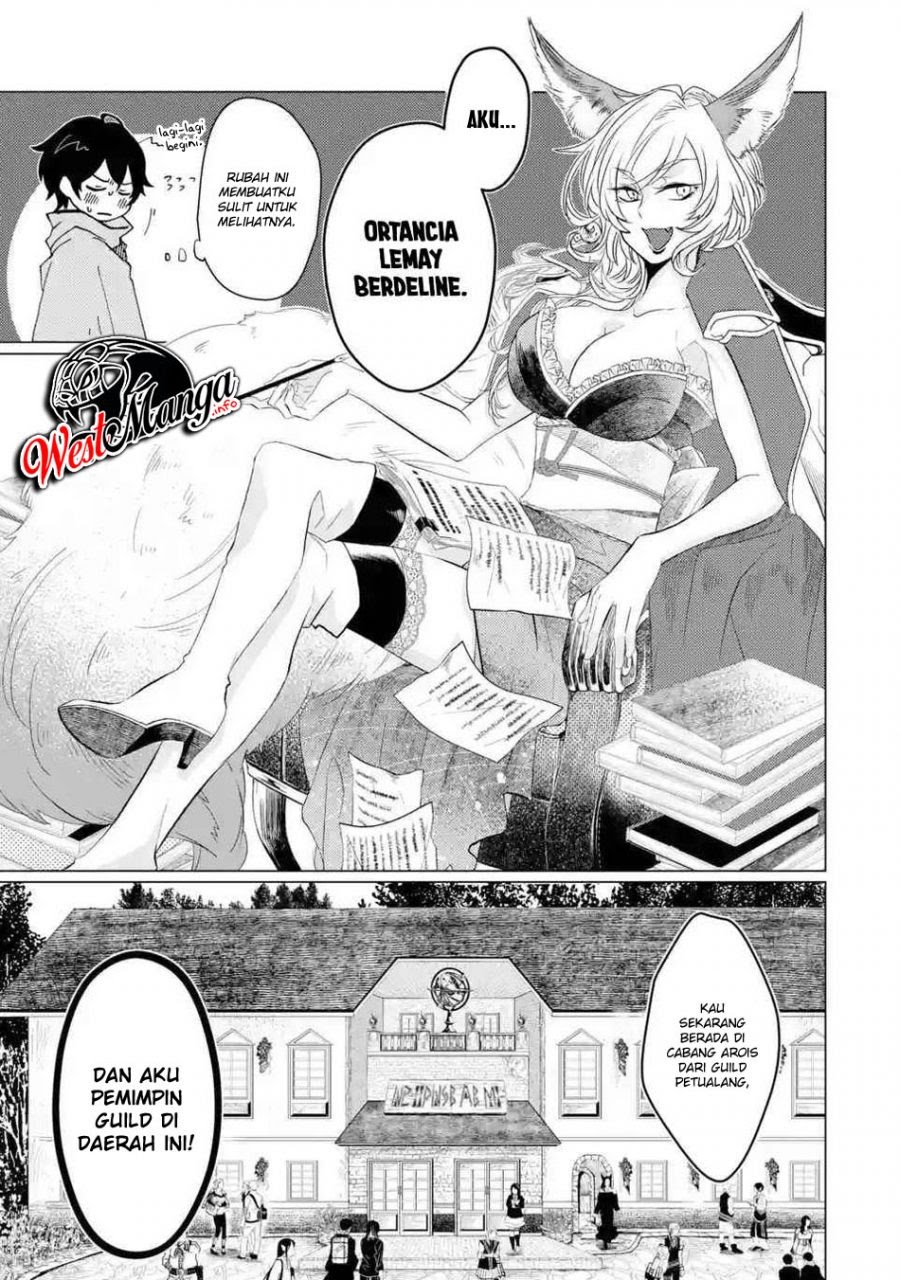 AKU...
ORTANCIA
LEMAY
BERDELINE.
RUBAH INI
MEMBUATKU
SULIT UNTUK
MELIHATNYA.
lagi-lagi
begini.
WestManga
.info
KAU
SEKARANG
BERADA DI
CABANG AROIS
DARI GUILD
PETUALANG,
DAN AKU
PEMIMPIN
GUILD DI
DAERAH INI!